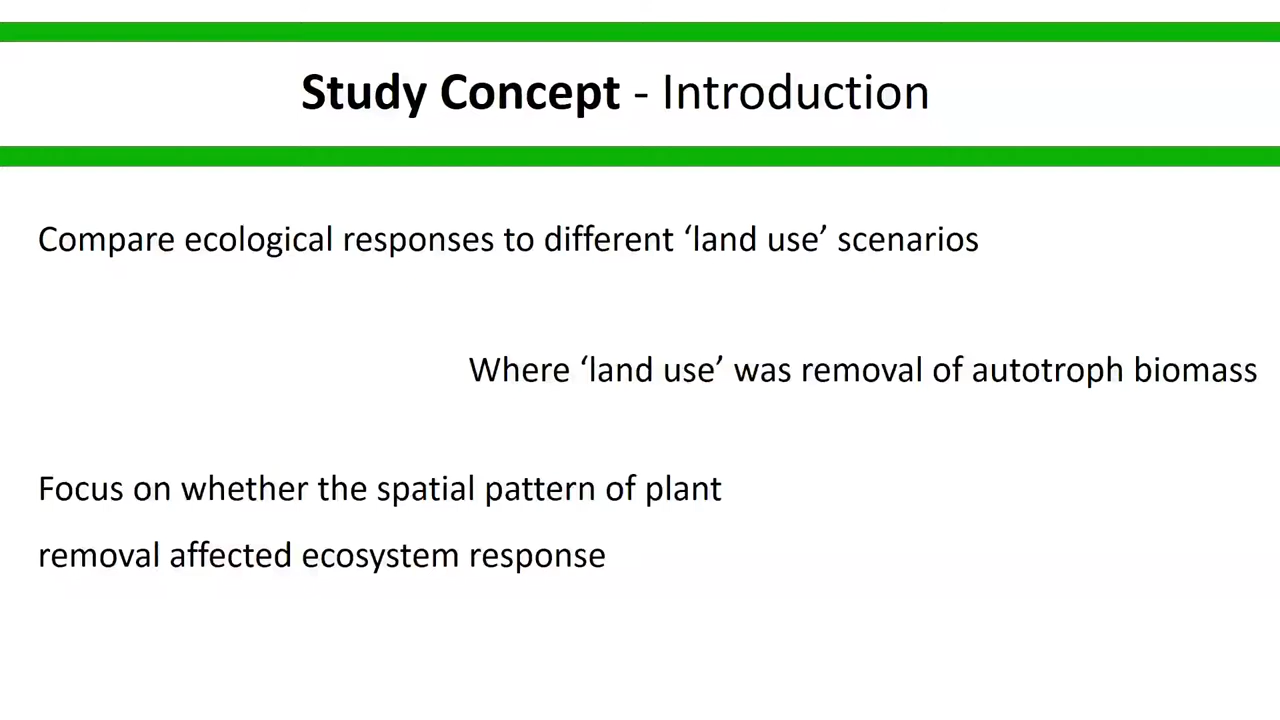 Study Concept - Introduction
Compare ecological responses to different ‘land use’ scenarios
Where ‘land use’ was removal of autotroph biomass
Focus on whether the spatial pattern of plant
removal affected ecosystem response